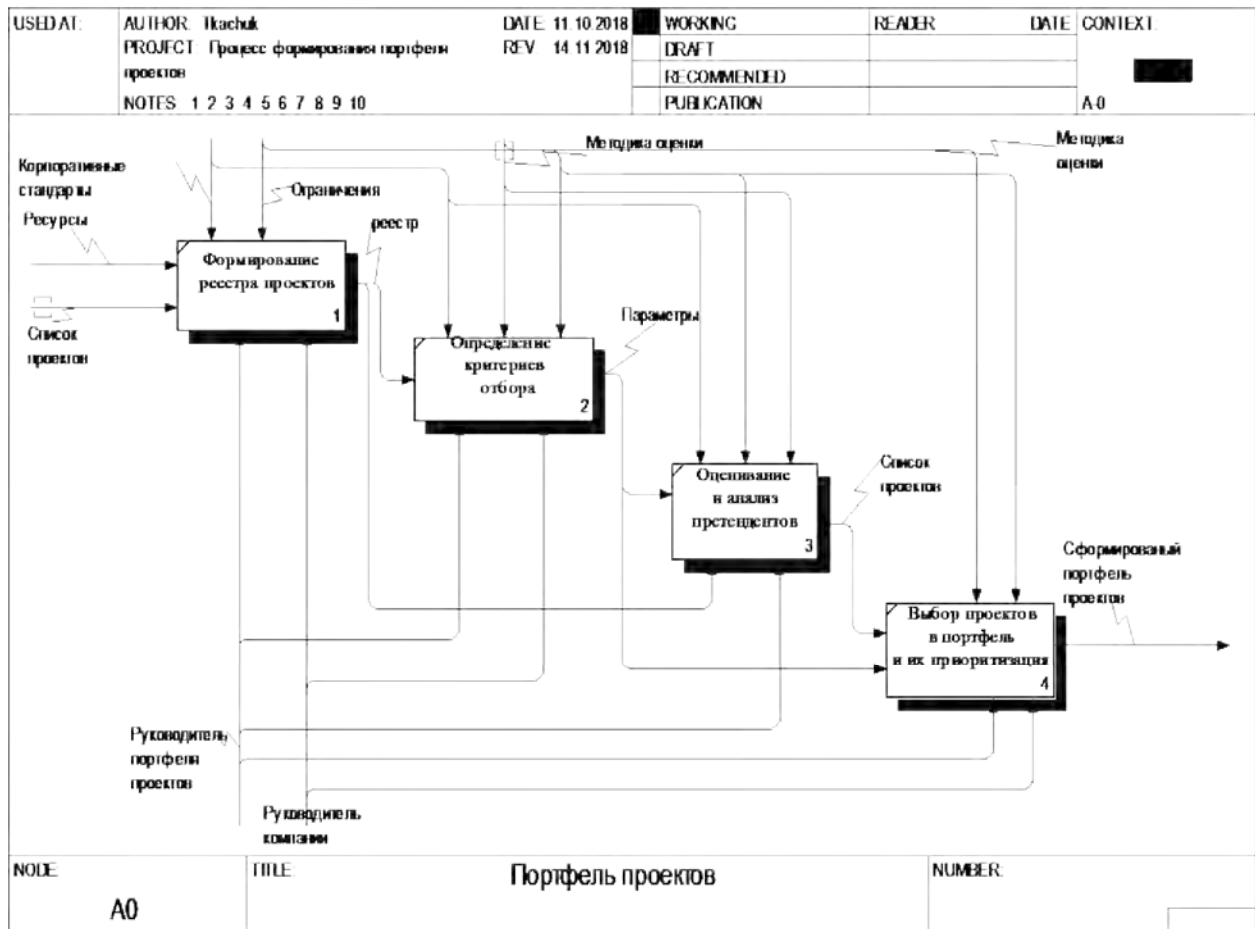 USED AT:
AUTHOR: Tkachuk
DATE: 11.10.2018
PROJECT: Процесс формирования портфеля
REV: 14.11.2018
проектов
NOTES: 1 2 3 4 5 6 7 8 9 10
WORKING
DRAFT
RECOMMENDED
PUBLICATION
READER
DATE
CONTEXT:
A-0
Корпоративные
стандарты
Ресурсы
Список
проектов
Ограничения
реестр
Методика оценки
Методика
оценки
Формирование
реестра проектов
1
Определение
критериев
отбора
2
Параметры
Оценивание
и анализ
претендентов
3
Список
проектов
Сформированый
портфель
проектов
Выбор проектов
в портфель
и их приоритизация
4
Руководитель
портфеля
проектов
Руководитель
компании
NODE:
A0
TITLE:
Портфель проектов
NUMBER: